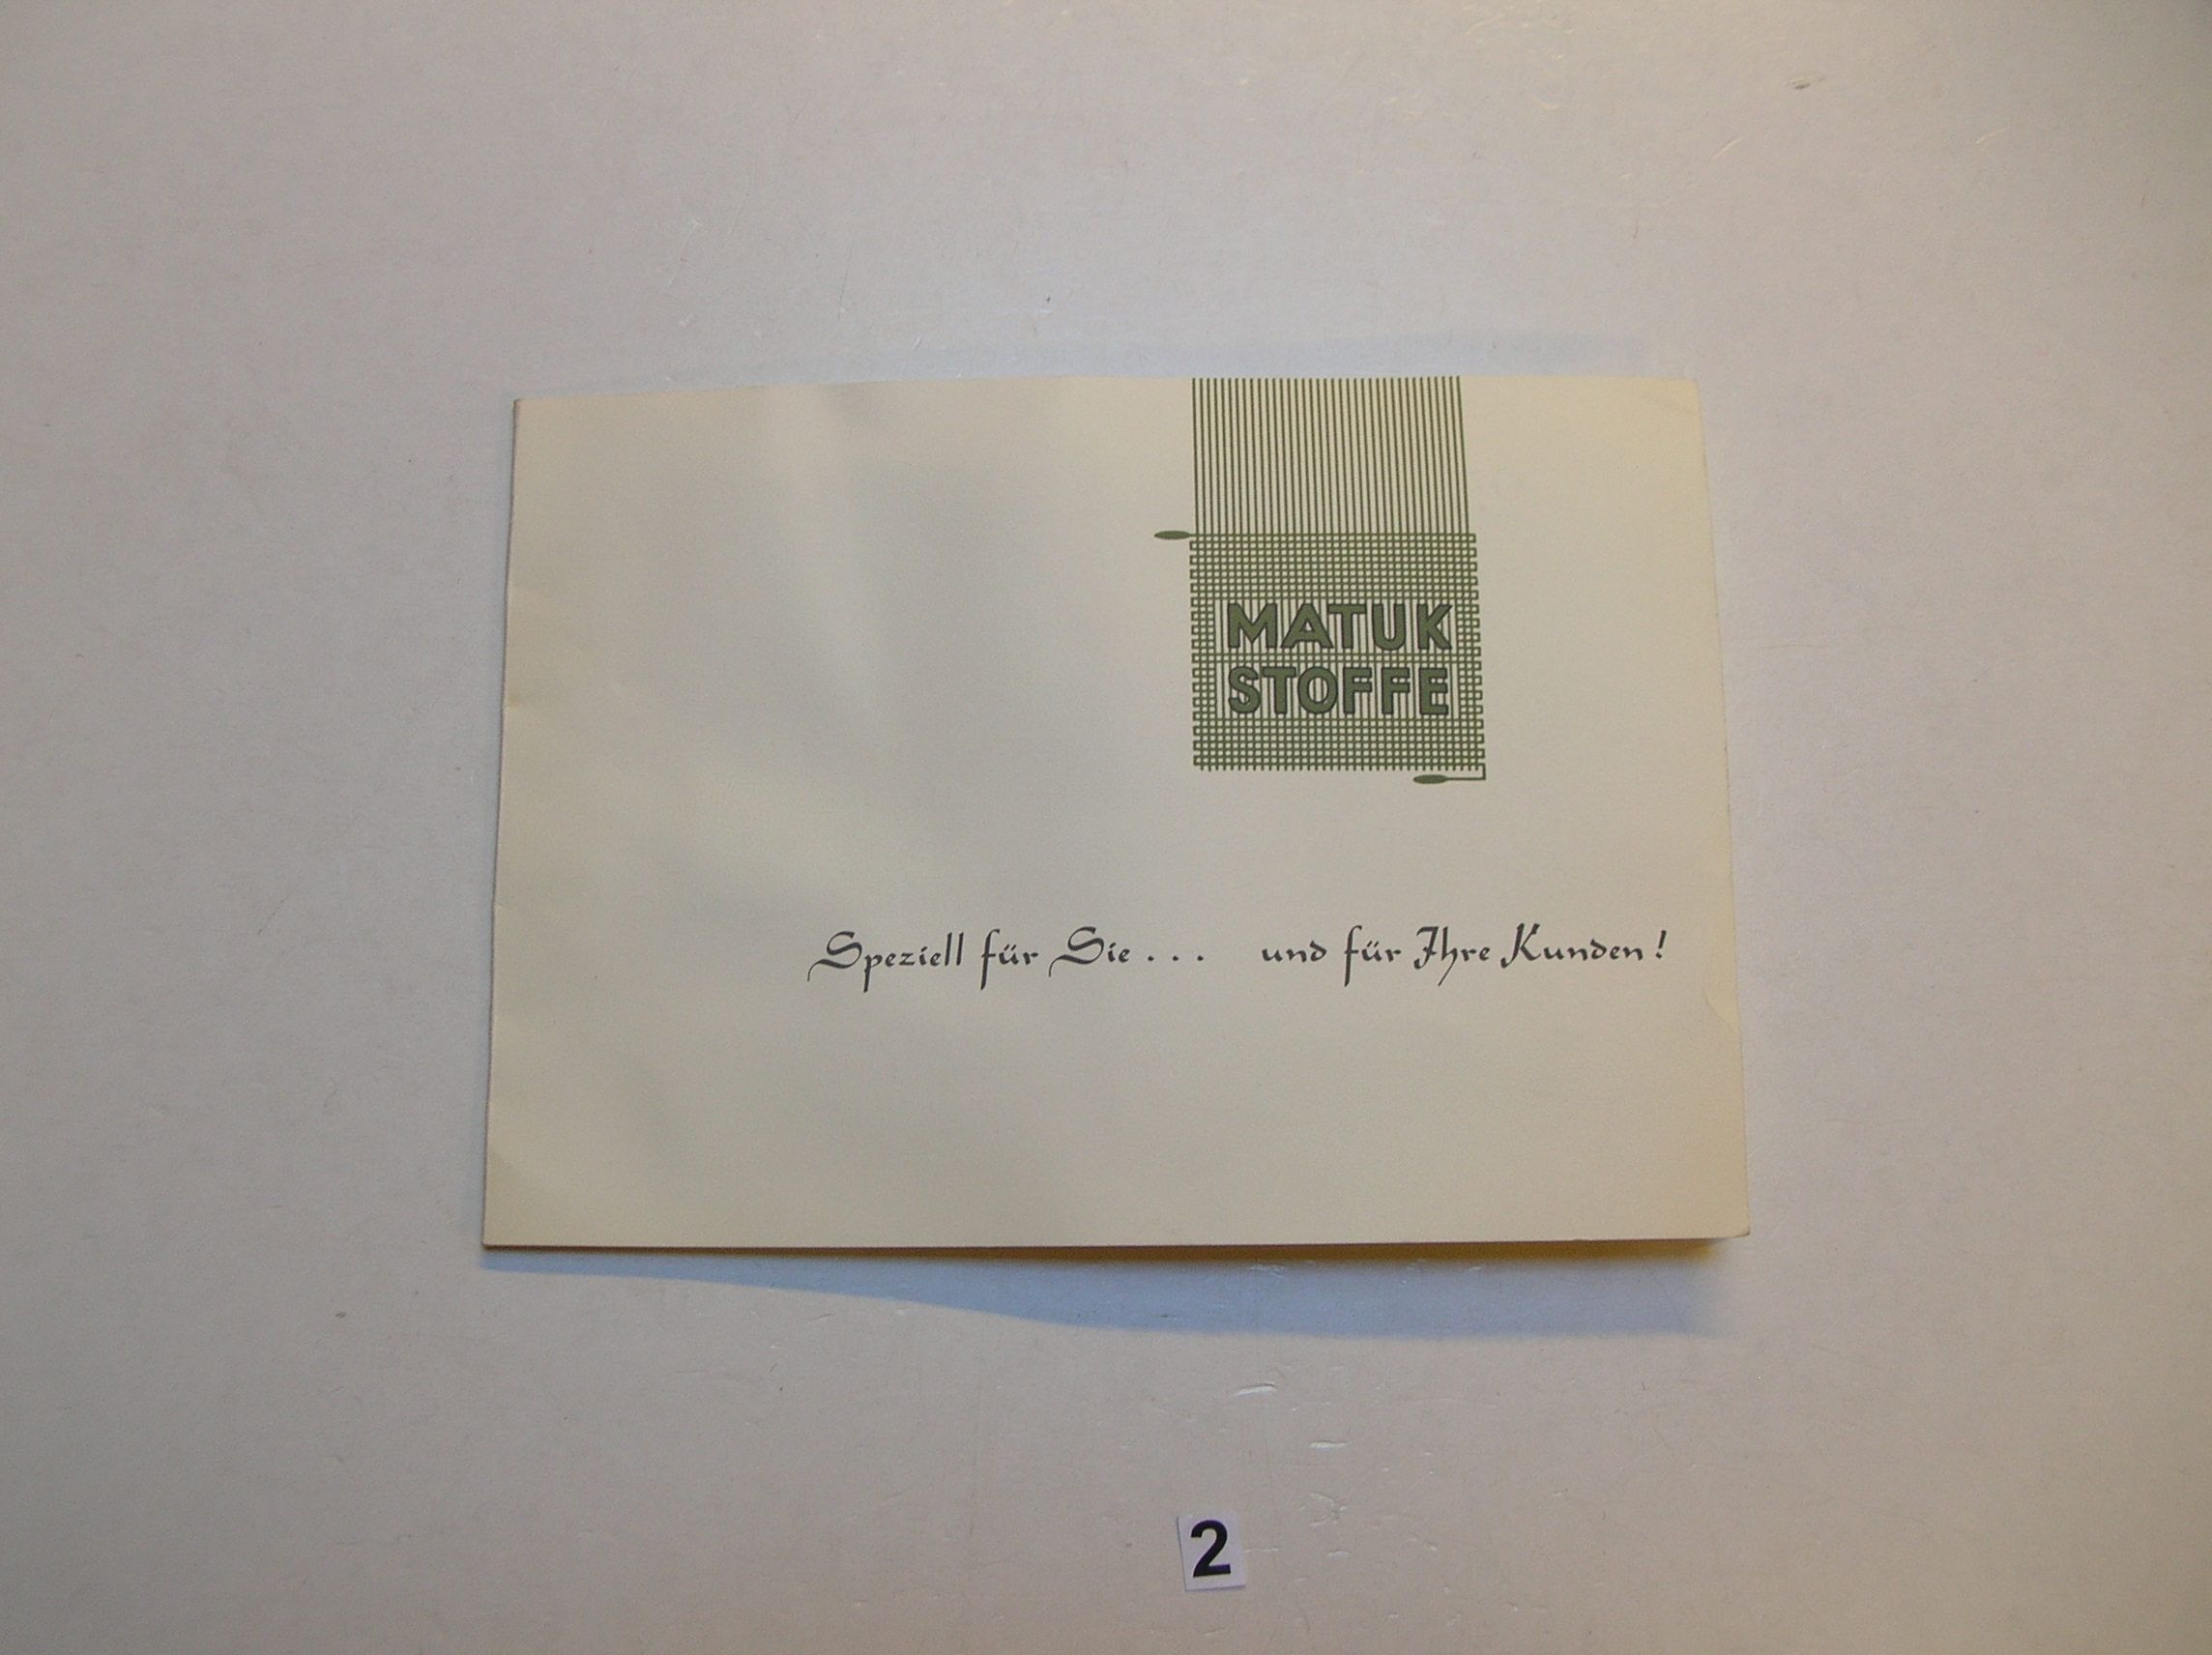 MATUK
STOFFE
Speziell für Sie... und für Ihre Kunden!
2